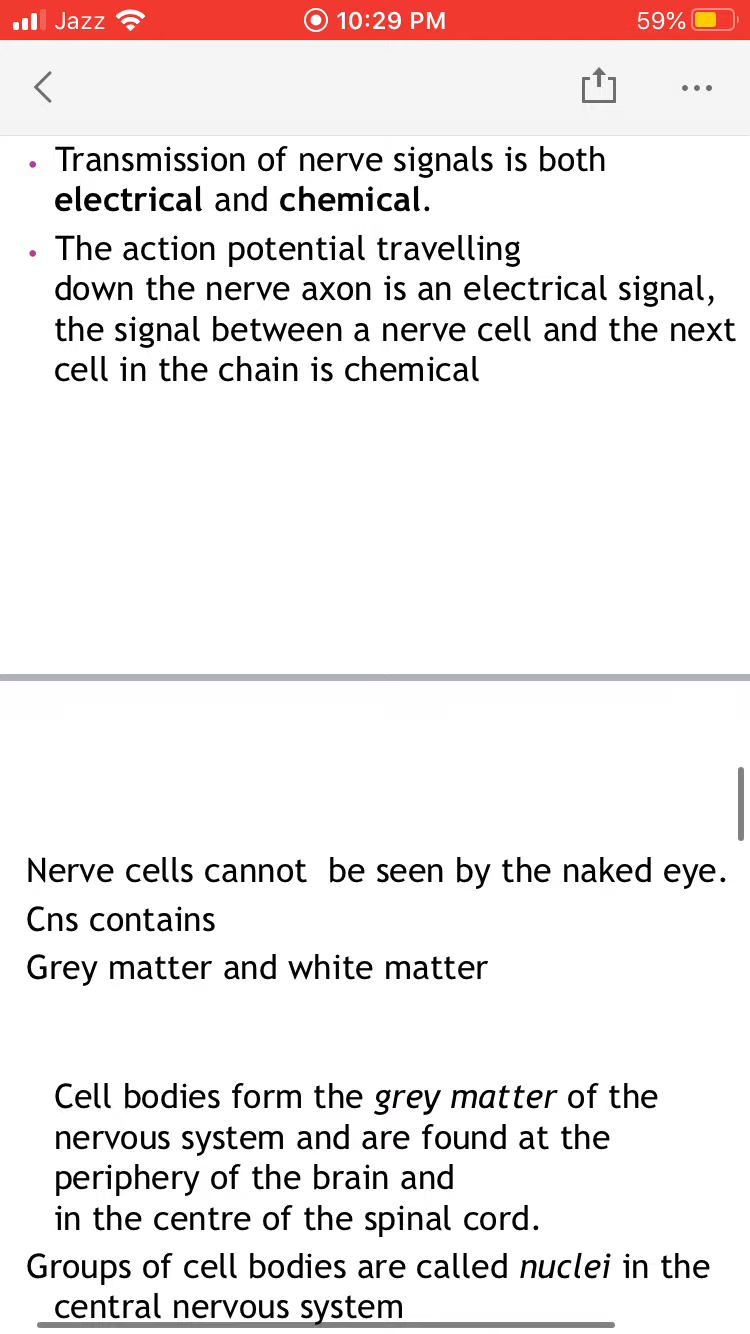 Jazz 10:29 PM 59%
• Transmission of nerve signals is both
electrical and chemical.
• The action potential travelling
down the nerve axon is an electrical signal,
the signal between a nerve cell and the next
cell in the chain is chemical
Nerve cells cannot  be seen by the naked eye.
Cns contains
Grey matter and white matter
Cell bodies form the grey matter of the
nervous system and are found at the
periphery of the brain and
in the centre of the spinal cord.
Groups of cell bodies are called nuclei in the
central nervous system